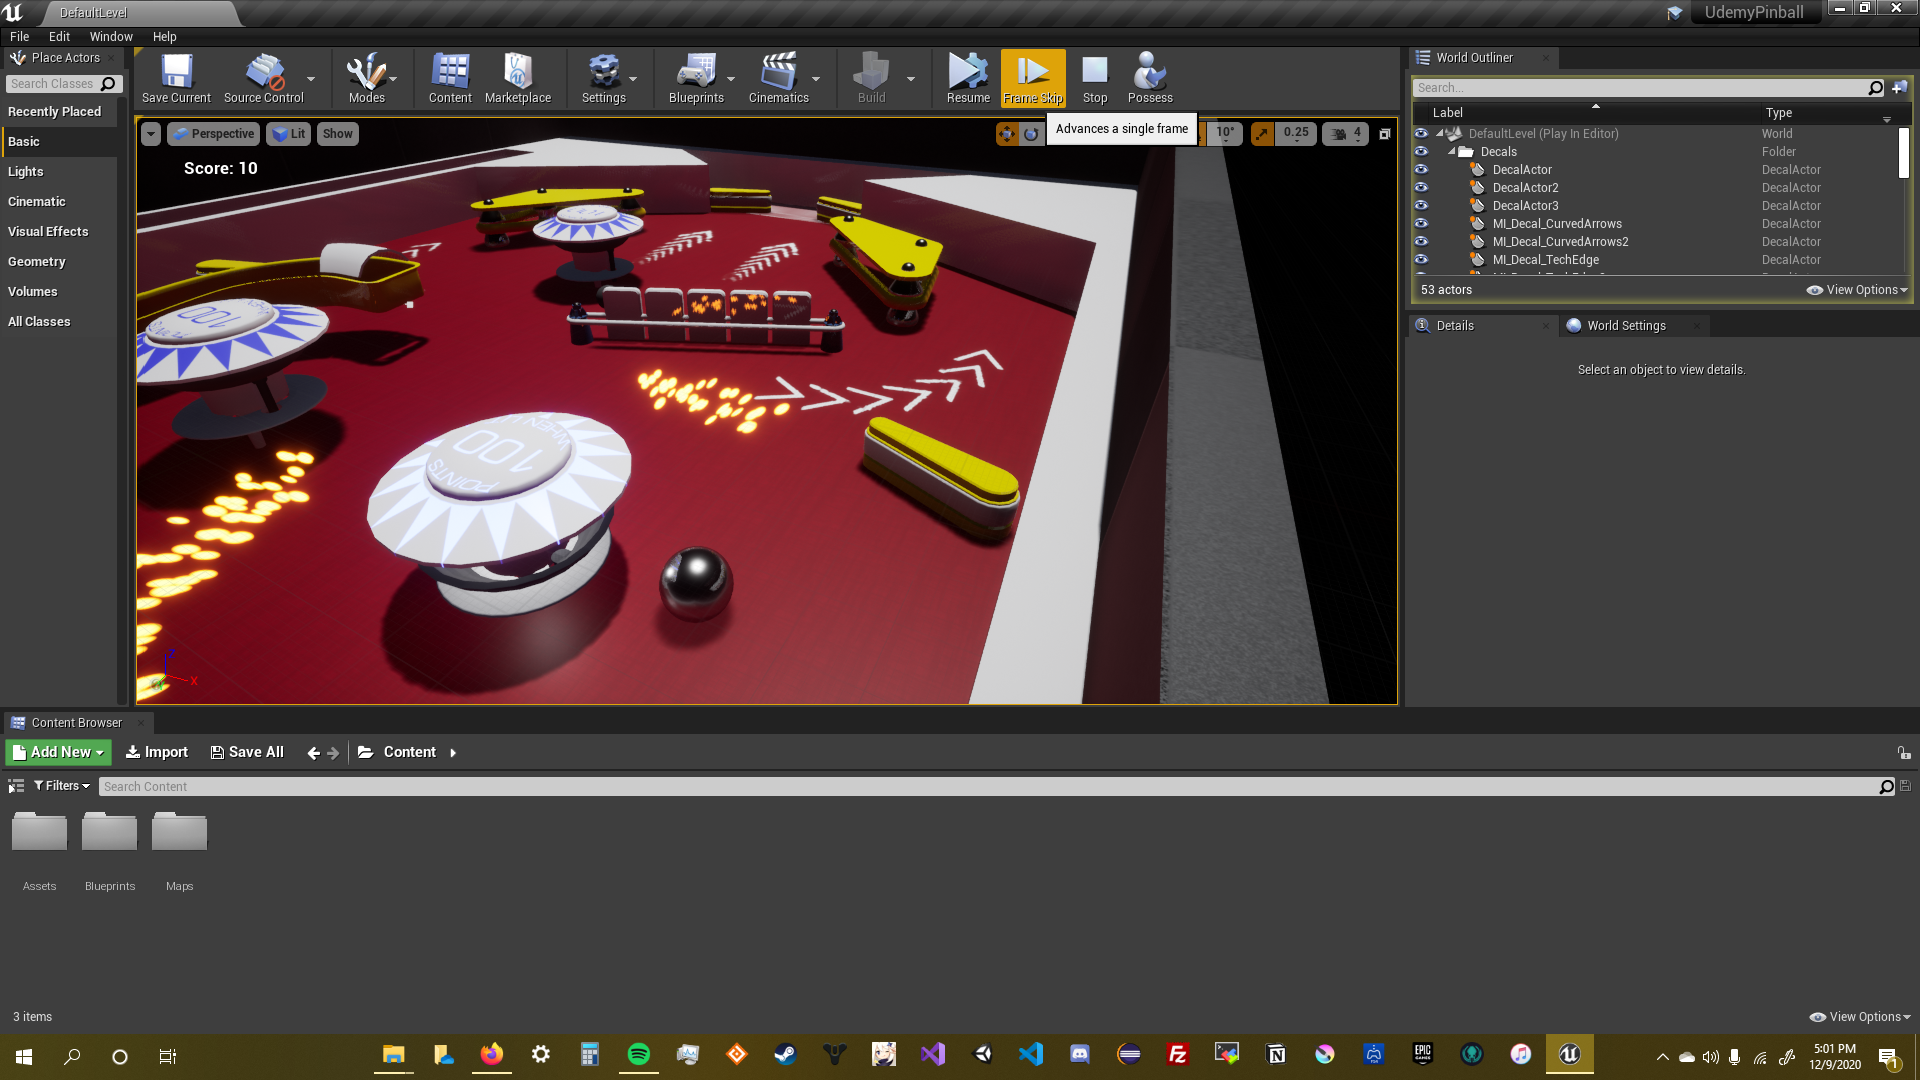 DefaultLevel
UdemyPinball
File Edit Window Help
Place Actors
Search Classes
Recently Placed
Basic
Lights
Cinematic
Visual Effects
Geometry
Volumes
All Classes
Save Current
Source Control
Modes
Content
Marketplace
Settings
Blueprints
Cinematics
Build
Resume
Frame Skip
Stop
Possess
Advances a single frame
Perspective
Lit
Show
10°
0.25
4
Score: 10
100
POINTS
100
Z
X
World Outliner
Search...
Label Type
DefaultLevel (Play In Editor) World
Decals Folder
DecalActor DecalActor
DecalActor2 DecalActor
DecalActor3 DecalActor
MI_Decal_CurvedArrows DecalActor
MI_Decal_CurvedArrows2 DecalActor
MI_Decal_TechEdge DecalActor
53 actors
View Options
Details
World Settings
Select an object to view details.
Content Browser
Add New
Import
Save All
Content
Filters
Search Content
Assets
Blueprints
Maps
3 items
View Options
5:01 PM
12/9/2020
1